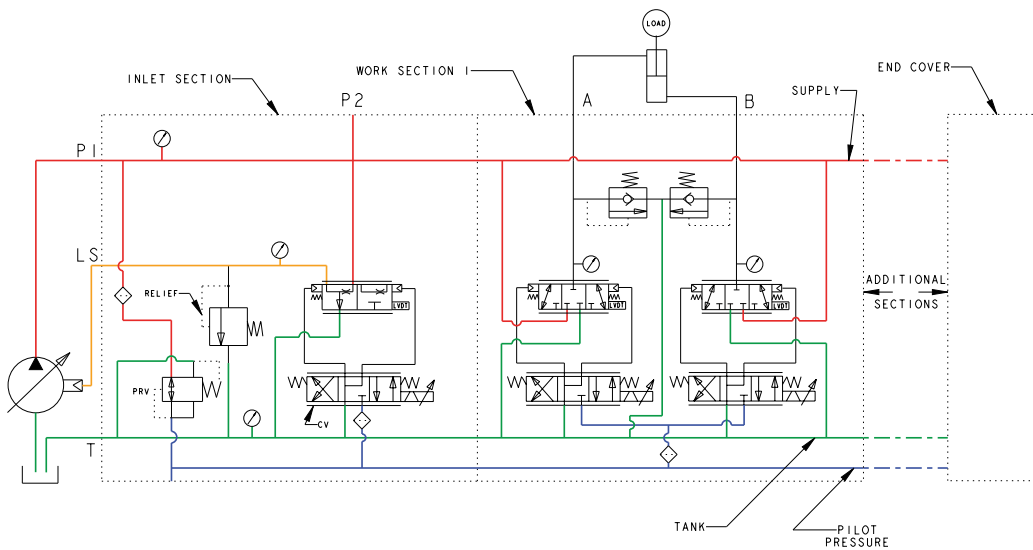 LOAD
INLET SECTION
WORK SECTION 1
END COVER
P2
A
B
SUPPLY
P1
LS
RELIEF
LVDT
LVDT
LVDT
ADDITIONAL
SECTIONS
PRV
CV
T
TANK
PILOT
PRESSURE